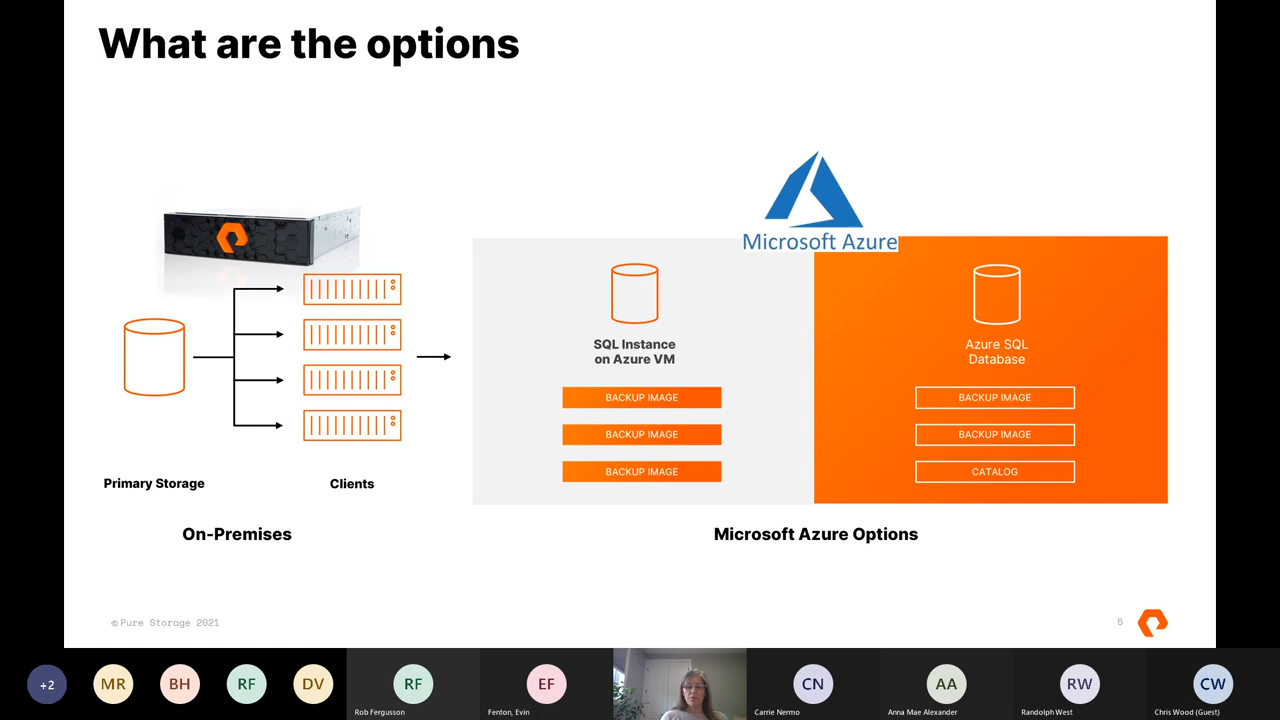 What are the options
Microsoft Azure
SQL Instance
on Azure VM
BACKUP IMAGE
BACKUP IMAGE
BACKUP IMAGE
Azure SQL
Database
BACKUP IMAGE
BACKUP IMAGE
CATALOG
Primary Storage
Clients
On-Premises
Microsoft Azure Options
© Pure Storage 2021
6
+2
MR
BH
RF
DV
RF
Rob Fergusson
EF
Fenton, Evin
CN
Carrie Nermo
AA
Anna Mae Alexander
RW
Randolph West
CW
Chris Wood (Guest)